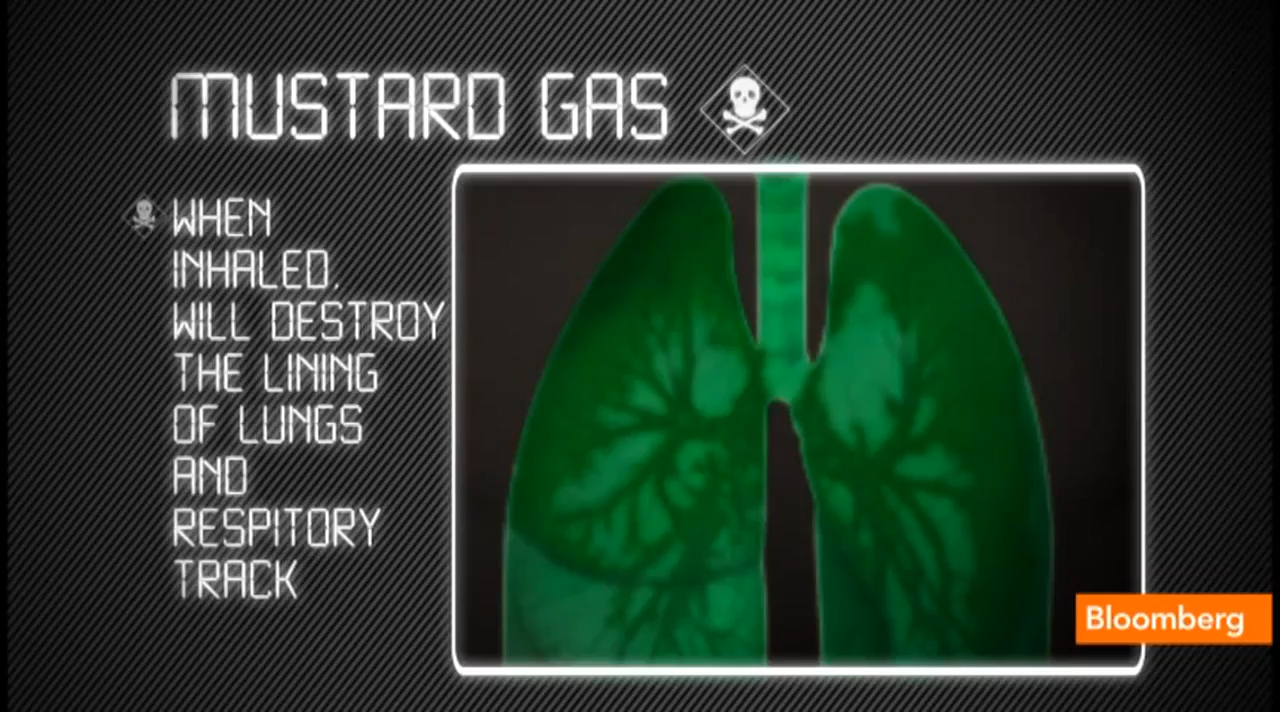 MUSTARD GAS
WHEN
INHALED,
WILL DESTROY
THE LINING
OF LUNGS
AND
RESPITORY
TRACK
Bloomberg